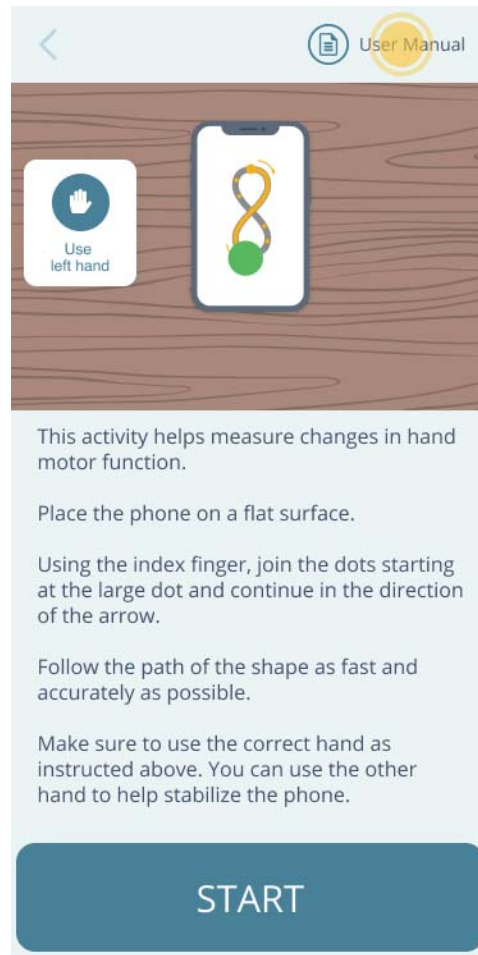 User Manual
Use
left hand
This activity helps measure changes in hand
motor function.
Place the phone on a flat surface.
Using the index finger, join the dots starting
at the large dot and continue in the direction
of the arrow.
Follow the path of the shape as fast and
accurately as possible.
Make sure to use the correct hand as
instructed above. You can use the other
hand to help stabilize the phone.
START